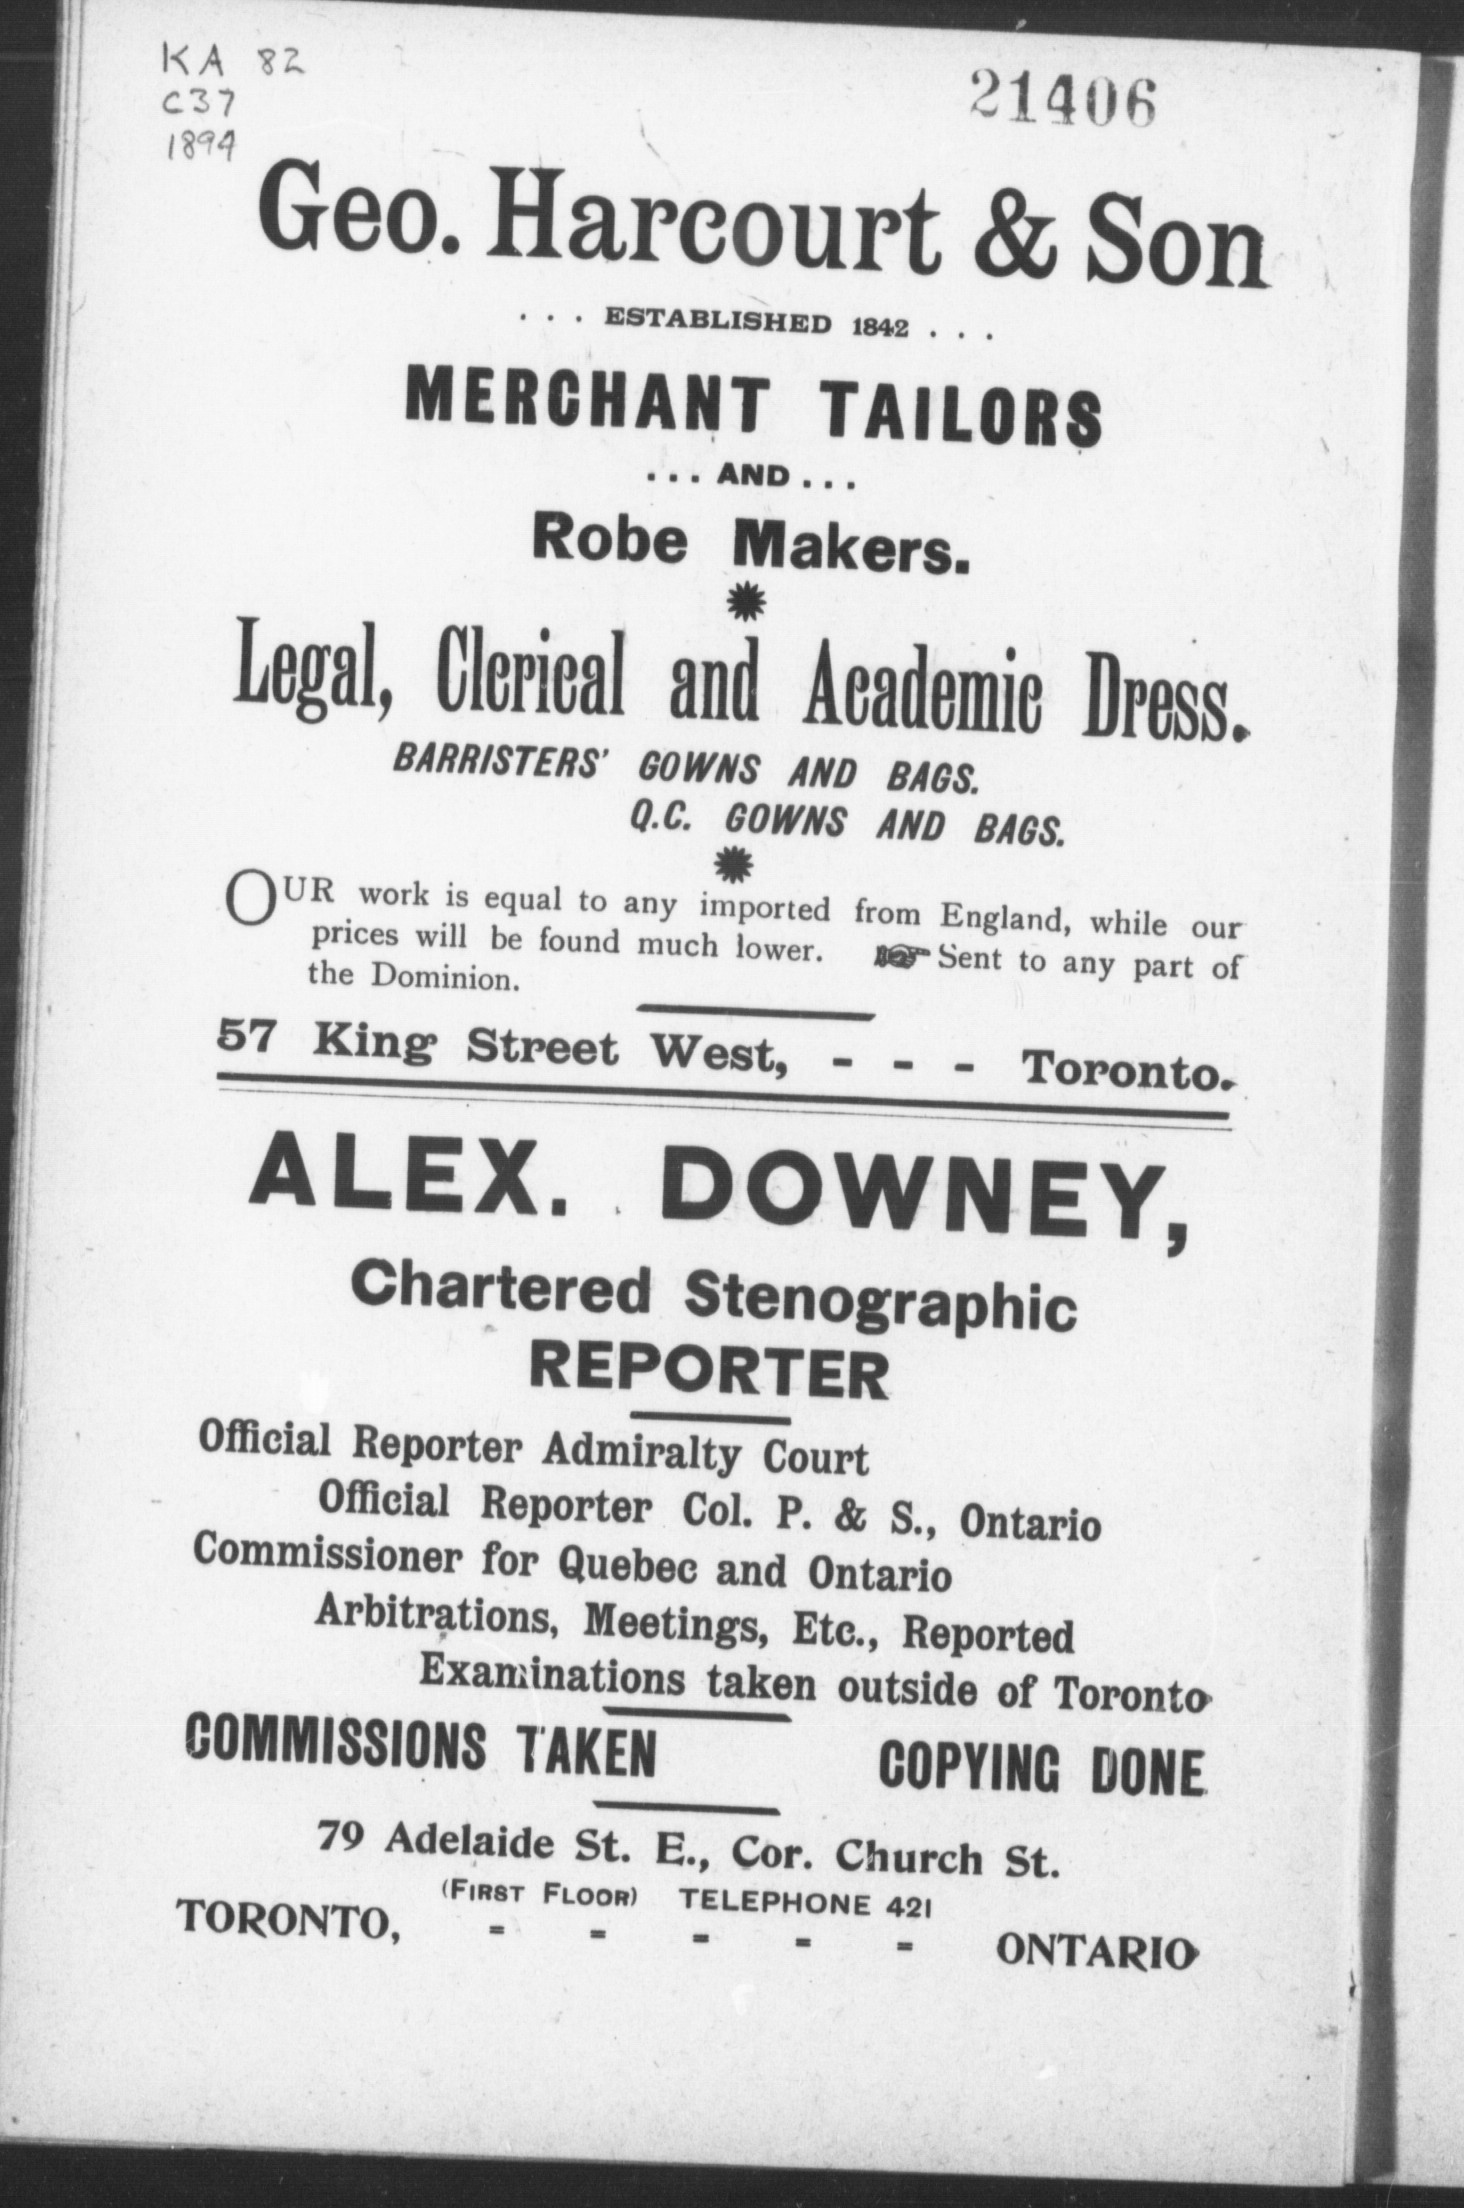 KA 82
C37
1894
21406
Geo. Harcourt & Son
. . . ESTABLISHED 1842 . . .
MERCHANT TAILORS
. . . AND . . .
Robe Makers.
Legal, Clerical and Academic Dress.
BARRISTERS' GOWNS AND BAGS.
Q.C. GOWNS AND BAGS.
OUR work is equal to any imported from England, while our
prices will be found much lower. ☞ Sent to any part of
the Dominion.
57 King Street West, - - - Toronto.
ALEX. DOWNEY,
Chartered Stenographic
REPORTER
Official Reporter Admiralty Court
Official Reporter Col. P. & S., Ontario
Commissioner for Quebec and Ontario
Arbitrations, Meetings, Etc., Reported
Examinations taken outside of Toronto
COMMISSIONS TAKEN COPYING DONE
79 Adelaide St. E., Cor. Church St.
(FIRST FLOOR) TELEPHONE 421
TORONTO, - - - - - ONTARIO